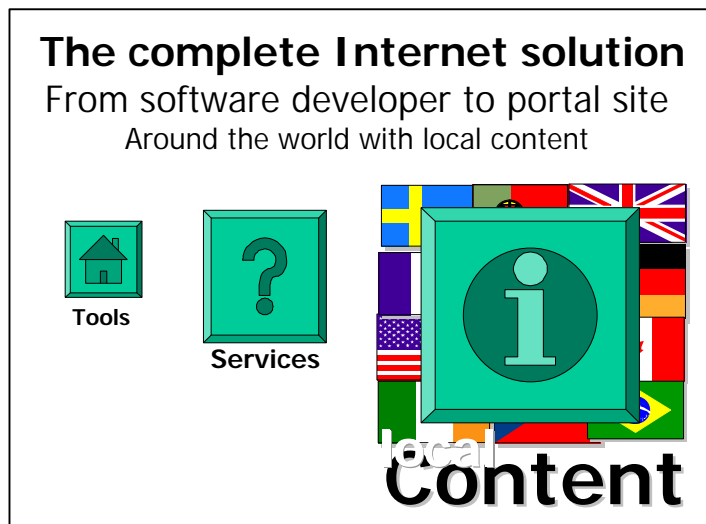 The complete Internet solution
From software developer to portal site
Around the world with local content
Tools
Services
local
Content